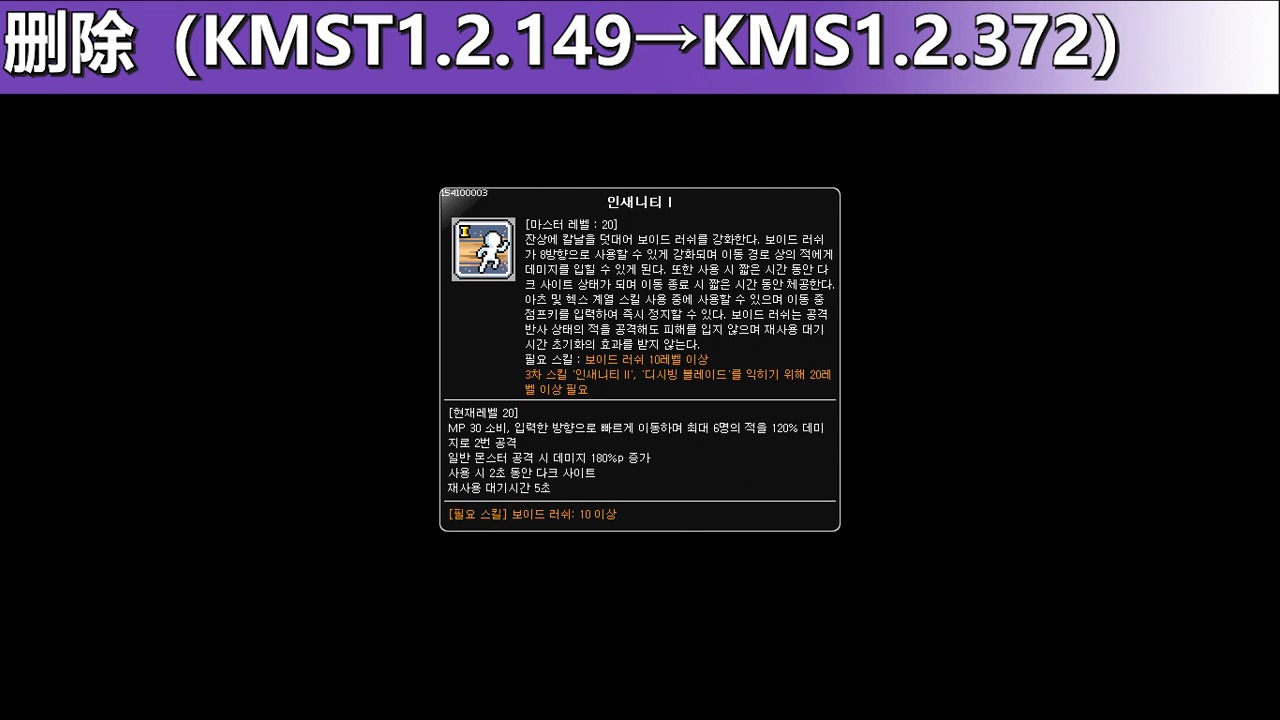 删除（KMST1.2.149→KMS1.2.372)
154100003
인새니티 I
I
[마스터 레벨 : 20]
잔상에 칼날을 덧대어 보이드 러쉬를 강화한다. 보이드 러쉬
가 8방향으로 사용할 수 있게 강화되며 이동 경로 상의 적에게
데미지를 입힐 수 있게 된다. 또한 사용 시 짧은 시간 동안 다
크 사이트 상태가 되며 이동 종료 시 짧은 시간 동안 체공한다.
아츠 및 헥스 계열 스킬 사용 중에 사용할 수 있으며 이동 중
점프키를 입력하여 즉시 정지할 수 있다. 보이드 러쉬는 공격
반사 상태의 적을 공격해도 피해를 입지 않으며 재사용 대기
시간 초기화의 효과를 받지 않는다.
필요 스킬 : 보이드 러쉬 10레벨 이상
3차 스킬 '인새니티 II', '디시빙 블레이드'를 익히기 위해 20레
벨 이상 필요
[현재레벨 20]
MP 30 소비, 입력한 방향으로 빠르게 이동하며 최대 6명의 적을 120% 데미
지로 2번 공격
일반 몬스터 공격 시 데미지 180%p 증가
사용 시 2초 동안 다크 사이트
재사용 대기시간 5초
[필요 스킬] 보이드 러쉬: 10 이상